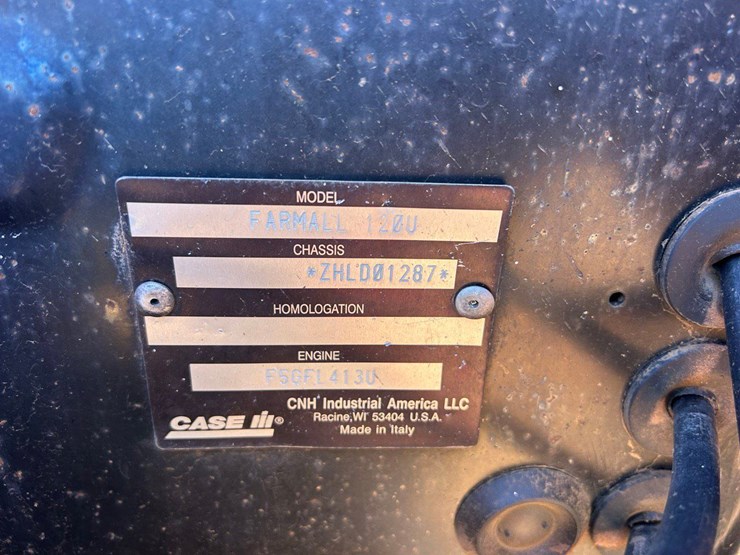 MODEL
FARMALL 120U
CHASSIS
*ZHLD01287*
HOMOLOGATION
ENGINE
F5GFL413U
CNH Industrial America LLC
Racine, WI 53404 U.S.A.
Made in Italy
CASE IH®